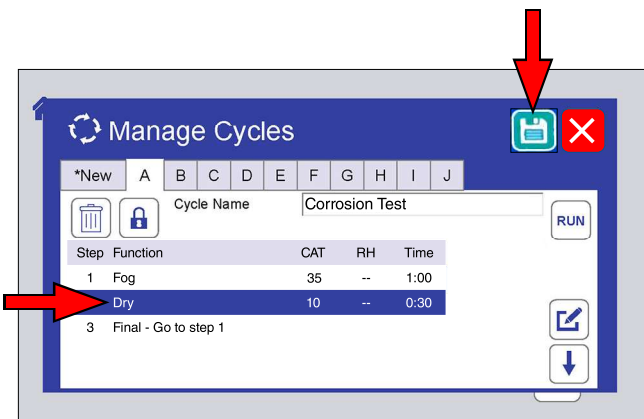 Manage Cycles
*New A B C D E F G H I J
Cycle Name Corrosion Test
RUN
Step Function CAT RH Time
1 Fog 35 -- 1:00
Dry 10 -- 0:30
3 Final - Go to step 1